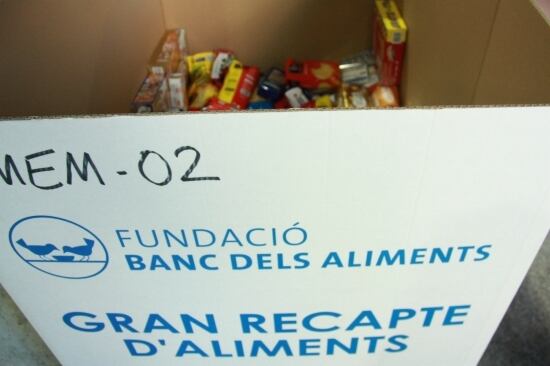 MEM-02
FUNDACIÓ
BANC DELS ALIMENTS
GRAN RECAPTE
D'ALIMENTS